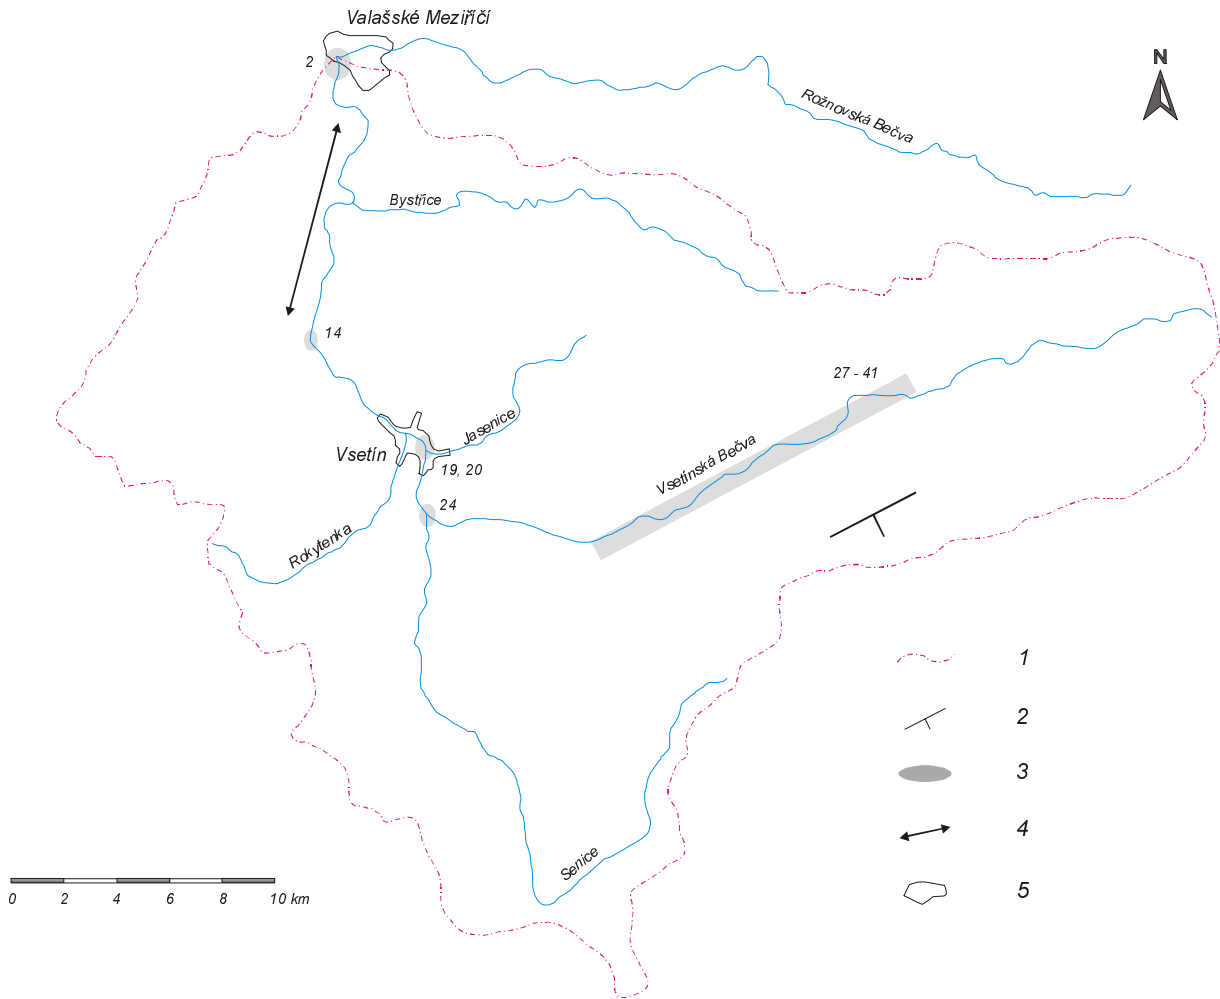 Valašské Meziříčí
2
N
Rožnovská Bečva
Bystřice
14
27 - 41
Jasenice
Vsetín
19, 20
Vsetínská Bečva
24
Rokytenka
1
2
3
4
5
Senice
0 2 4 6 8 10 km